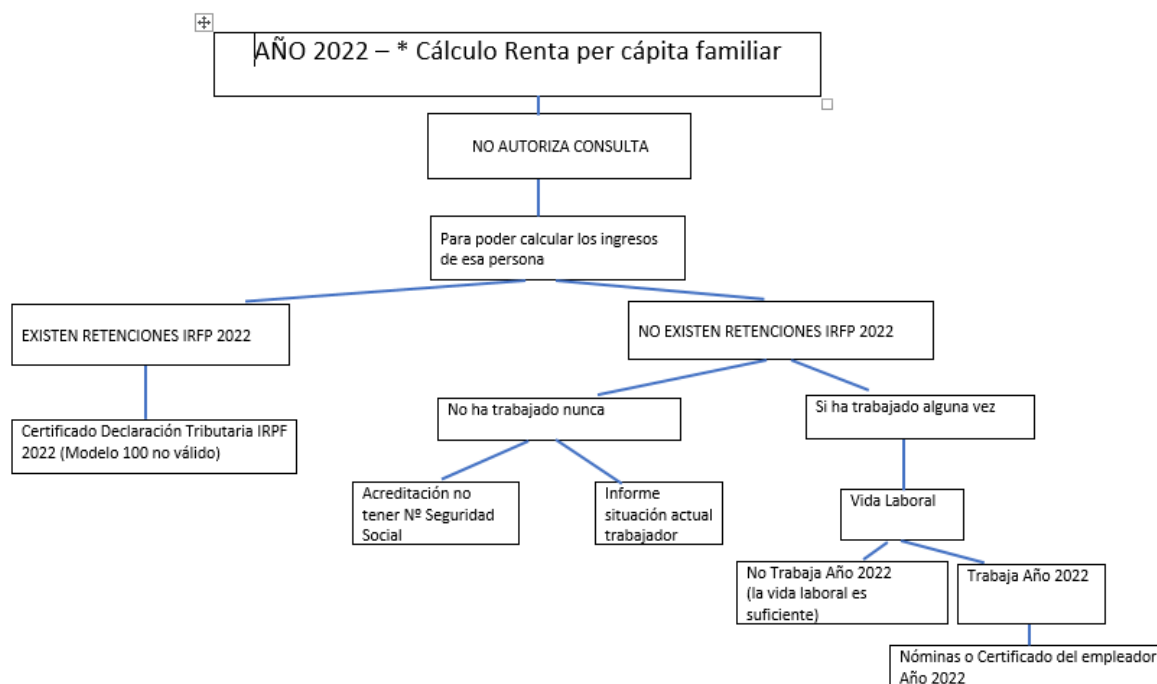 AÑO 2022 – * Cálculo Renta per cápita familiar
NO AUTORIZA CONSULTA
Para poder calcular los ingresos
de esa persona
EXISTEN RETENCIONES IRFP 2022
NO EXISTEN RETENCIONES IRFP 2022
Certificado Declaración Tributaria IRPF
2022 (Modelo 100 no válido)
No ha trabajado nunca
Si ha trabajado alguna vez
Acreditación no
tener Nº Seguridad
Social
Informe
situación actual
trabajador
Vida Laboral
No Trabaja Año 2022
(la vida laboral es
suficiente)
Trabaja Año 2022
Nóminas o Certificado del empleador
Año 2022